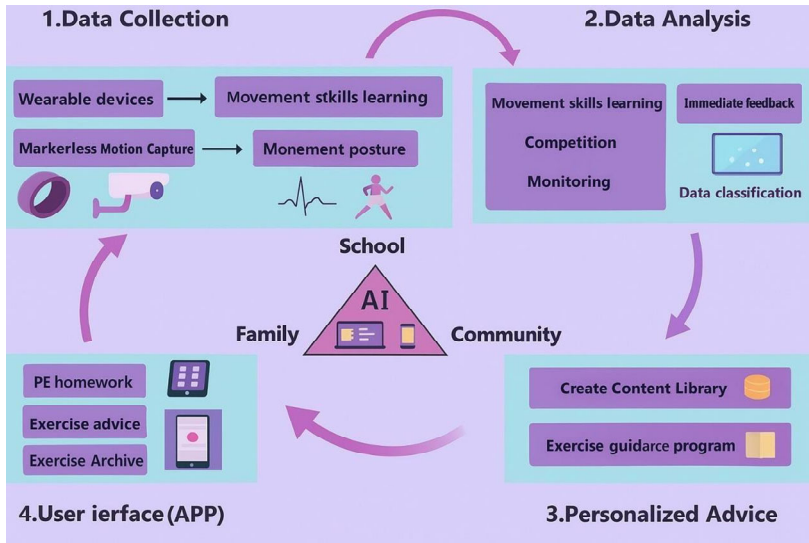 1.Data Collection
2.Data Analysis
Wearable devices
Movement stkills learning
Markerless Motion Capture
Monement posture
Movement skills learning
Competition
Monitoring
Immediate feedback
Data classification
School
AI
Family
Community
PE homework
Exercise advice
Exercise Archive
4.User ierface (APP)
Create Content Library
Exercise guidarce program
3.Personalized Advice